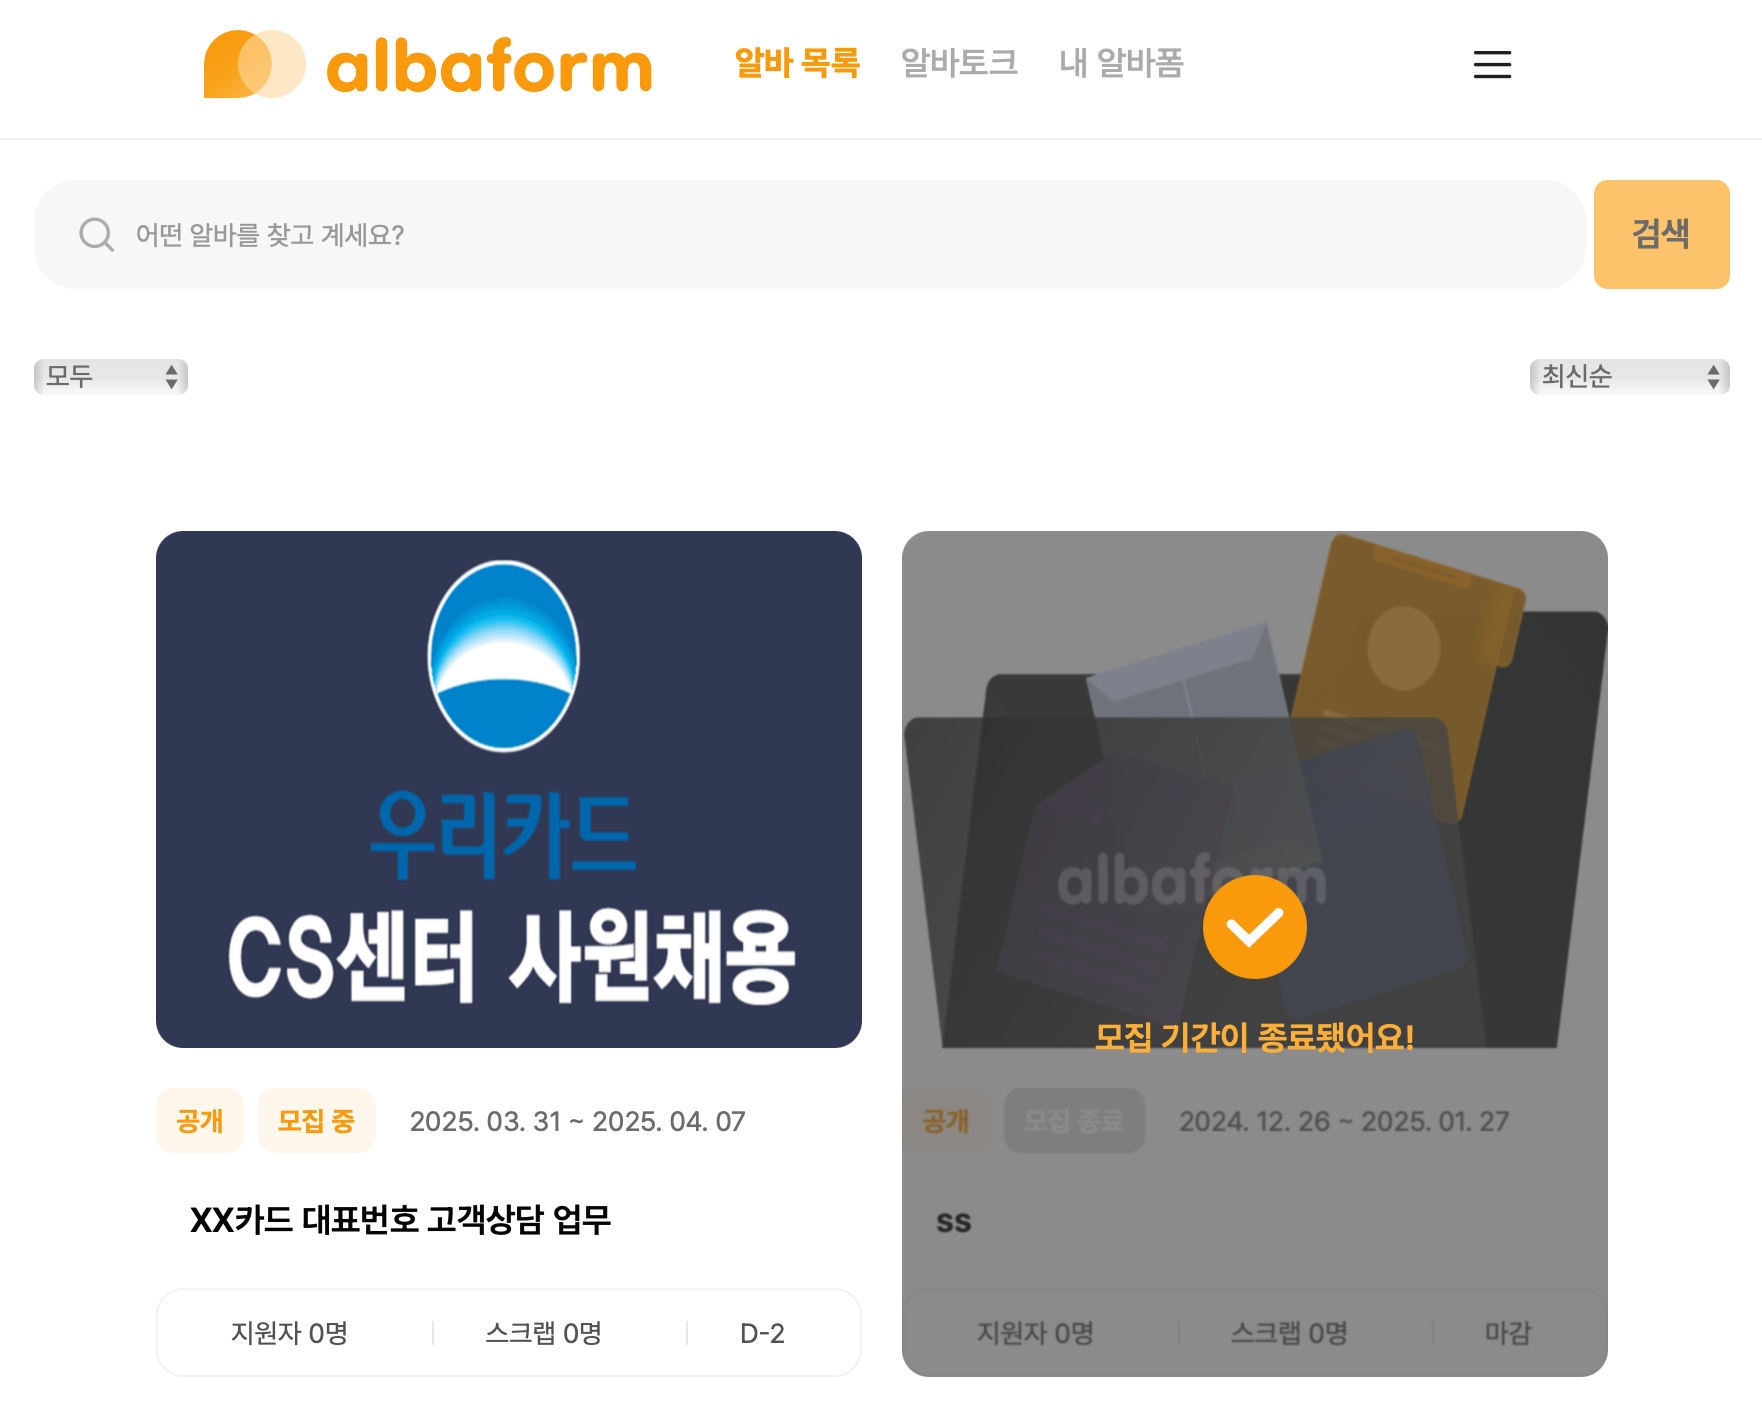 albaform 알바 목록 알바토크 내 알바폼
어떤 알바를 찾고 계세요? 검색
모두 최신순
우리카드
CS센터 사원채용
albaform
모집 기간이 종료됐어요!
공개 모집 중 2025. 03. 31 ~ 2025. 04. 07
공개 모집 종료 2024. 12. 26 ~ 2025. 01. 27
XX카드 대표번호 고객상담 업무
ss
지원자 0명 스크랩 0명 D-2
지원자 0명 스크랩 0명 마감